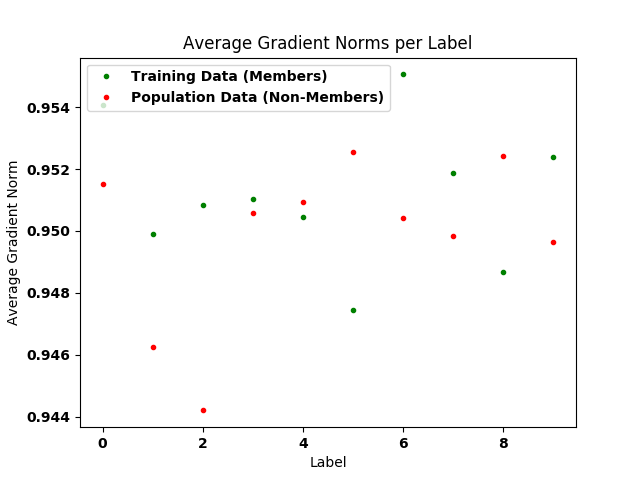 Average Gradient Norms per Label
Training Data (Members)
Population Data (Non-Members)
0.954
0.952
0.950
0.948
0.946
0.944
Average Gradient Norm
0 2 4 6 8
Label